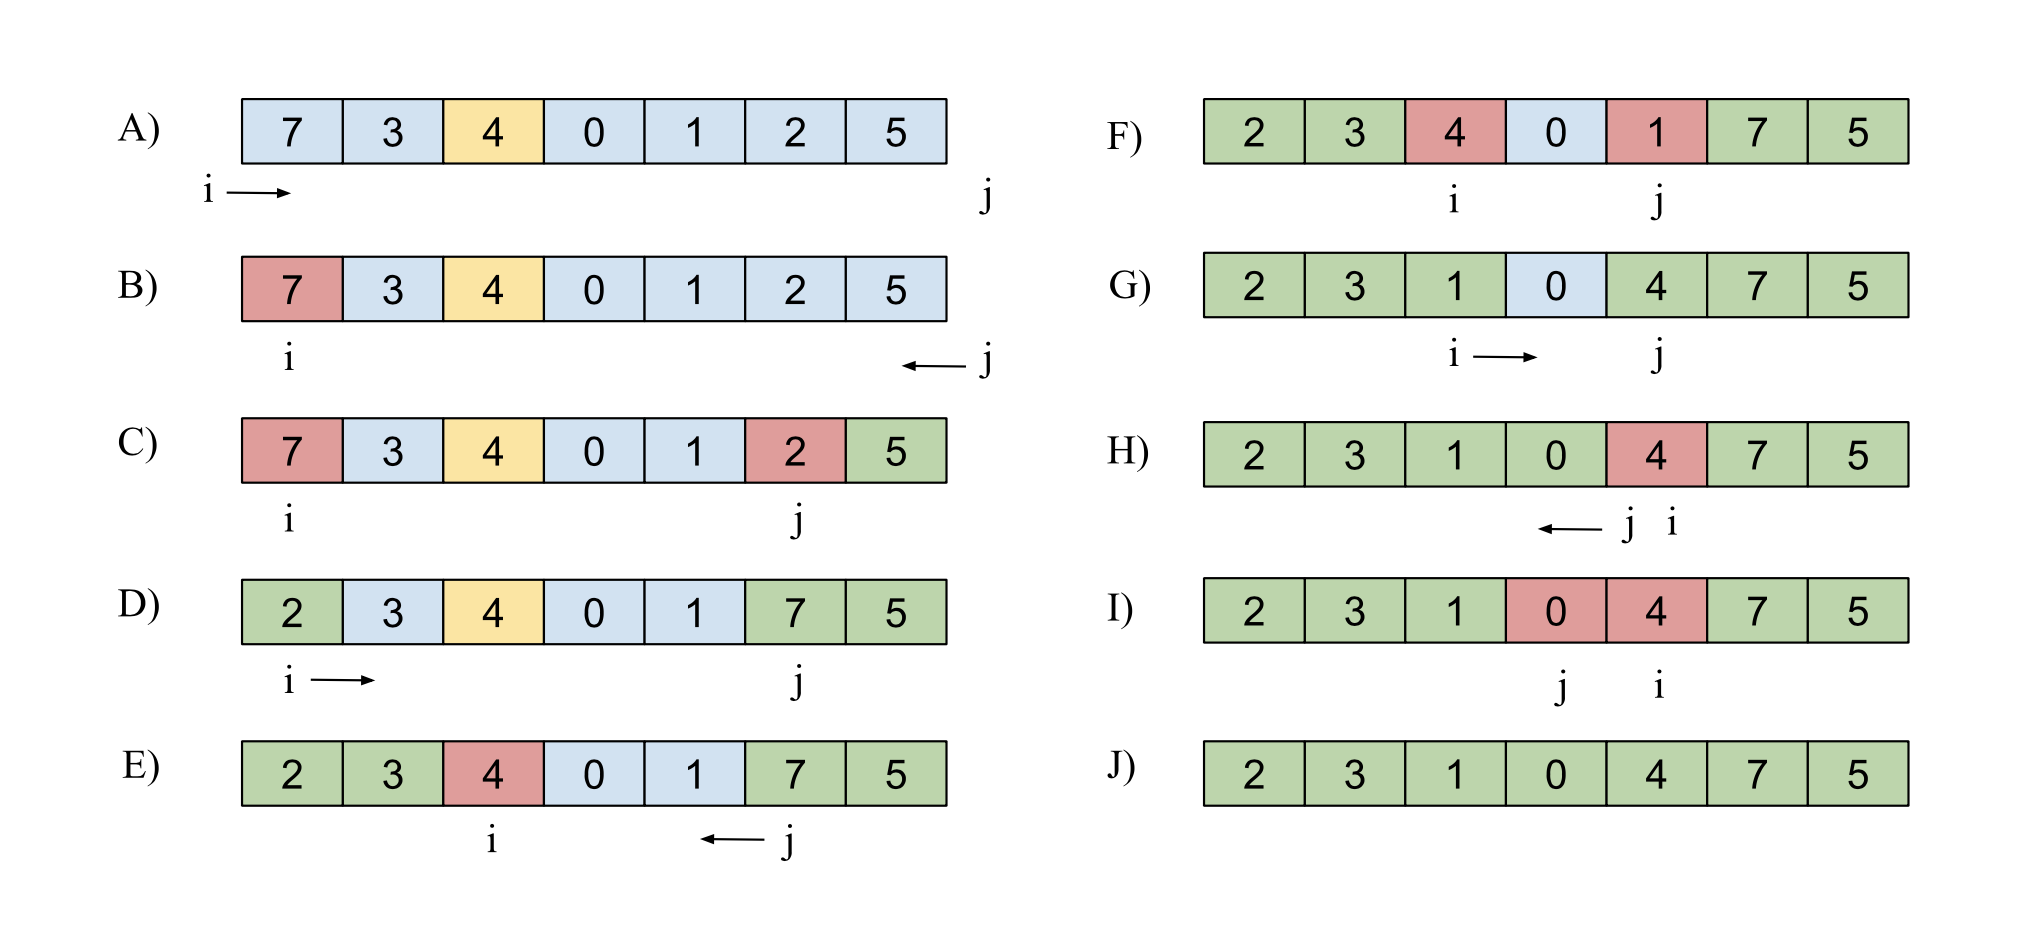 A) 7 3 4 0 1 2 5
i j
B) 7 3 4 0 1 2 5
i j
C) 7 3 4 0 1 2 5
i j
D) 2 3 4 0 1 7 5
i j
E) 2 3 4 0 1 7 5
i j
F) 2 3 4 0 1 7 5
i j
G) 2 3 1 0 4 7 5
i j
H) 2 3 1 0 4 7 5
j i
I) 2 3 1 0 4 7 5
j i
J) 2 3 1 0 4 7 5